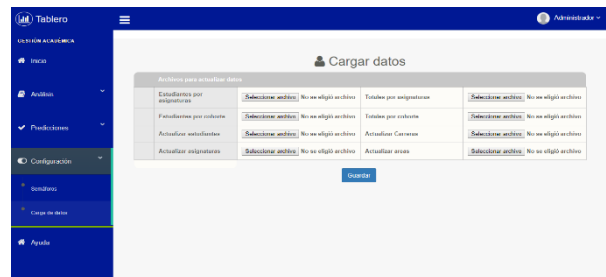 Tablero
Administrador
GESTIÓN ACADÉMICA
Inicio
Análisis
Predicciones
Configuración
Semáforos
Carga de datos
Ayuda
Cargar datos
Archivos para actualizar datos
Estudiantes por asignaturas Seleccionar archivo No se eligió archivo Totales por asignaturas Seleccionar archivo No se eligió archivo
Estudiantes por cohorte Seleccionar archivo No se eligió archivo Totales por cohorte Seleccionar archivo No se eligió archivo
Actualizar estudiantes Seleccionar archivo No se eligió archivo Actualizar Carreras Seleccionar archivo No se eligió archivo
Actualizar asignaturas Seleccionar archivo No se eligió archivo Actualizar areas Seleccionar archivo No se eligió archivo
Guardar